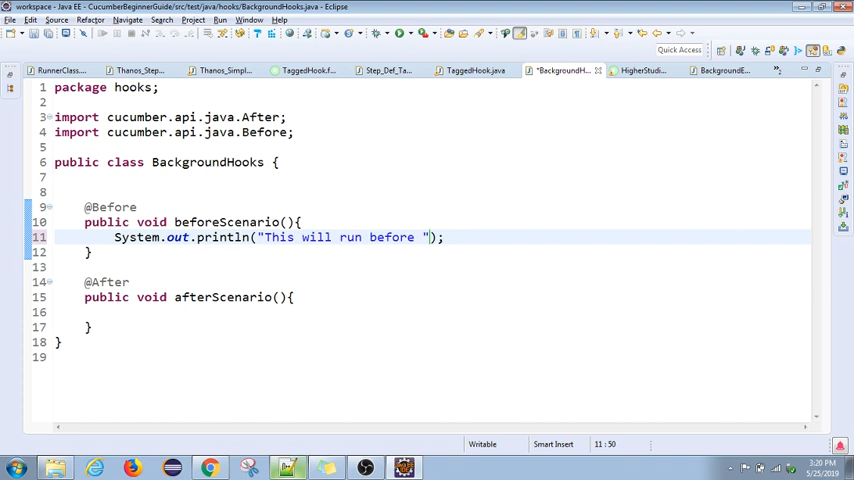 workspace - Java EE - CucumberBeginnerGuide/src/test/java/hooks/BackgroundHooks.java - Eclipse
File Edit Source Refactor Navigate Search Project Run Window Help
Quick Access
RunnerClass.... Thanos_Step... Thanos_Simpl... TaggedHook.f... Step_Def_Ta... TaggedHook.java *BackgroundH... HigherStudi... BackgroundE...
1 package hooks;
2
3 import cucumber.api.java.After;
4 import cucumber.api.java.Before;
5
6 public class BackgroundHooks {
7
8
9 @Before
10 public void beforeScenario(){
11 System.out.println("This will run before ");
12 }
13
14 @After
15 public void afterScenario(){
16
17 }
18 }
19
Writable Smart Insert 11 : 50
3:20 PM
5/25/2019